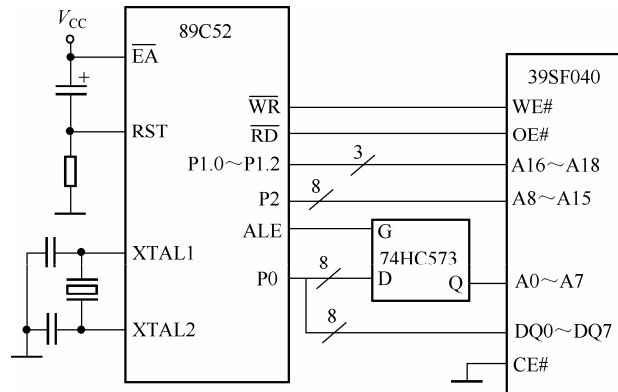 V_CC
89C52
EA
+
39SF040
WR
WE#
RST
RD
OE#
P1.0～P1.2
3
A16～A18
P2
8
A8～A15
ALE
G
74HC573
XTAL1
P0
8
D
Q
A0～A7
8
DQ0～DQ7
XTAL2
CE#